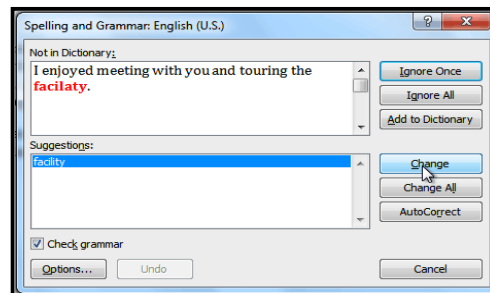 Spelling and Grammar: English (U.S.)
Not in Dictionary:
I enjoyed meeting with you and touring the
facilaty.
Ignore Once
Ignore All
Add to Dictionary
Suggestions:
facility
Change
Change All
AutoCorrect
Check grammar
Options...
Undo
Cancel